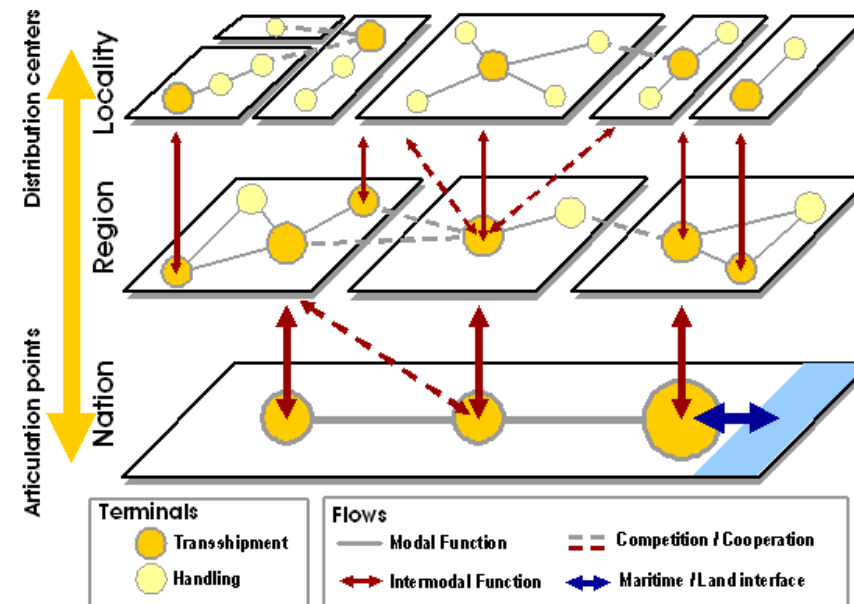 Distribution centers
Locality
Region
Articulation points
Nation
Terminals
Transshipment
Handling
Flows
Modal Function
Competition / Cooperation
Intermodal Function
Maritime / Land interface